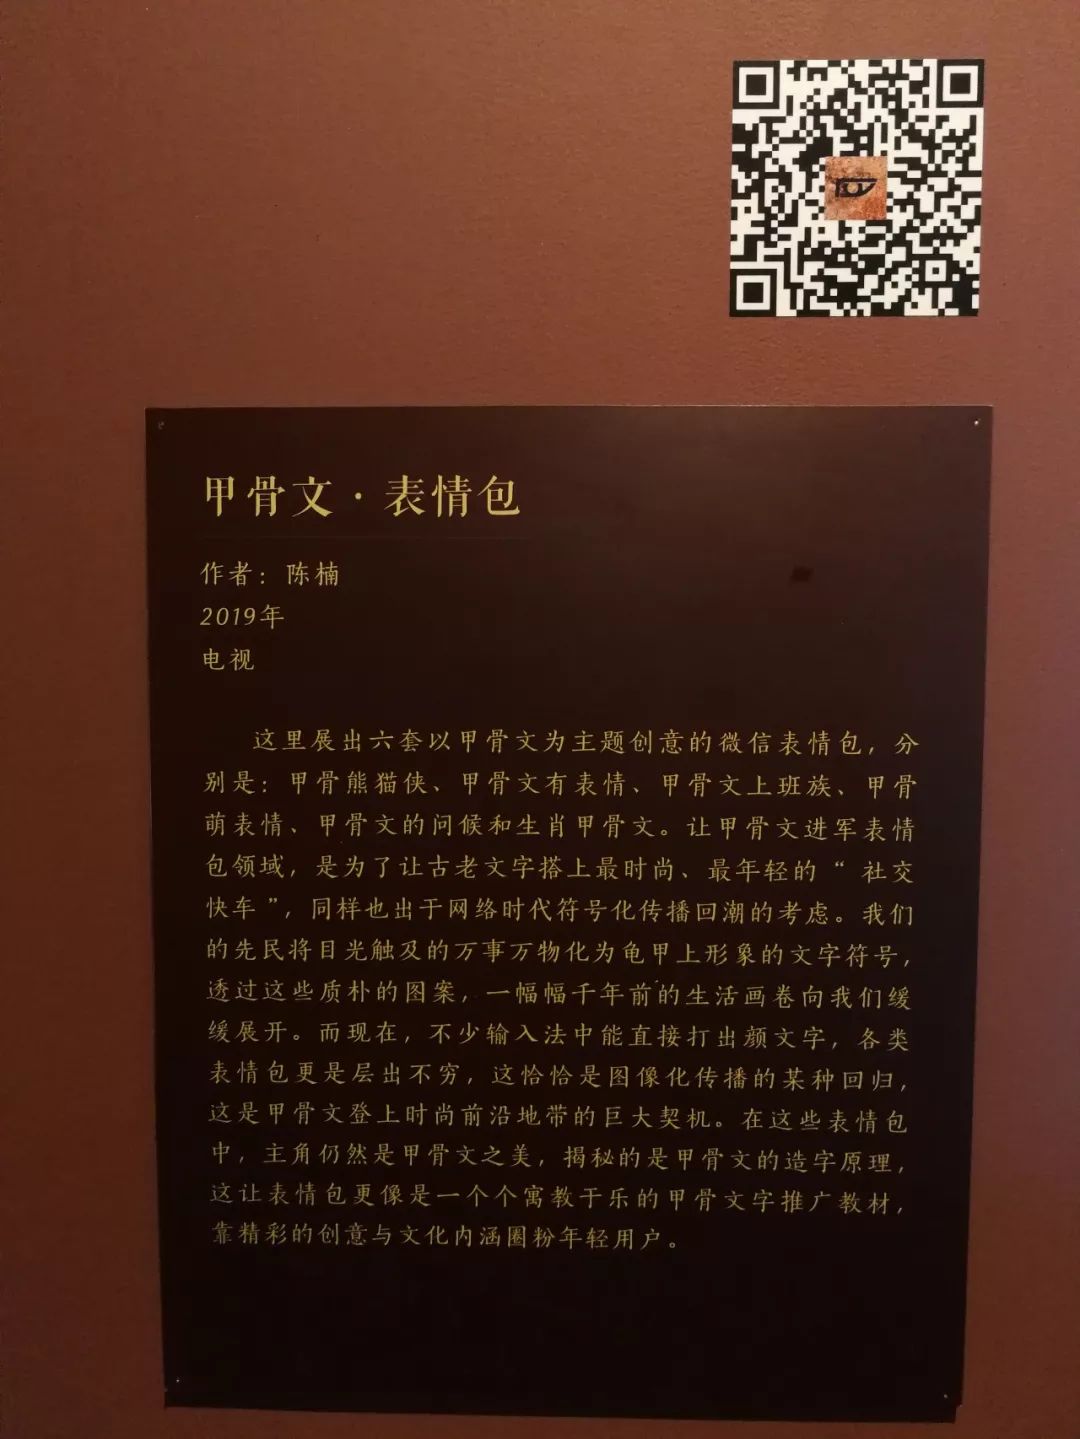 甲骨文·表情包
作者：陈楠
2019年
电视
这里展出六套以甲骨文为主题创意的微信表情包，分
别是：甲骨熊猫侠、甲骨文有表情、甲骨文上班族、甲骨
萌表情、甲骨文的问候和生肖甲骨文。让甲骨文进军表情
包领域，是为了让古老文字搭上最时尚、最年轻的“社交
快车”，同样也出于网络时代符号化传播回潮的考虑。我们
的先民将目光触及的万事万物化为龟甲上形象的文字符号，
透过这些质朴的图案，一幅幅千年前的生活画卷向我们缓
缓展开。而现在，不少输入法中能直接打出颜文字，各类
表情包更是层出不穷，这恰恰是图像化传播的某种回归，
这是甲骨文登上时尚前沿地带的巨大契机。在这些表情包
中，主角仍然是甲骨文之美，揭秘的是甲骨文的造字原理，
这让表情包更像是一个个寓教于乐的甲骨文字推广教材，
靠精彩的创意与文化内涵圈粉年轻用户。